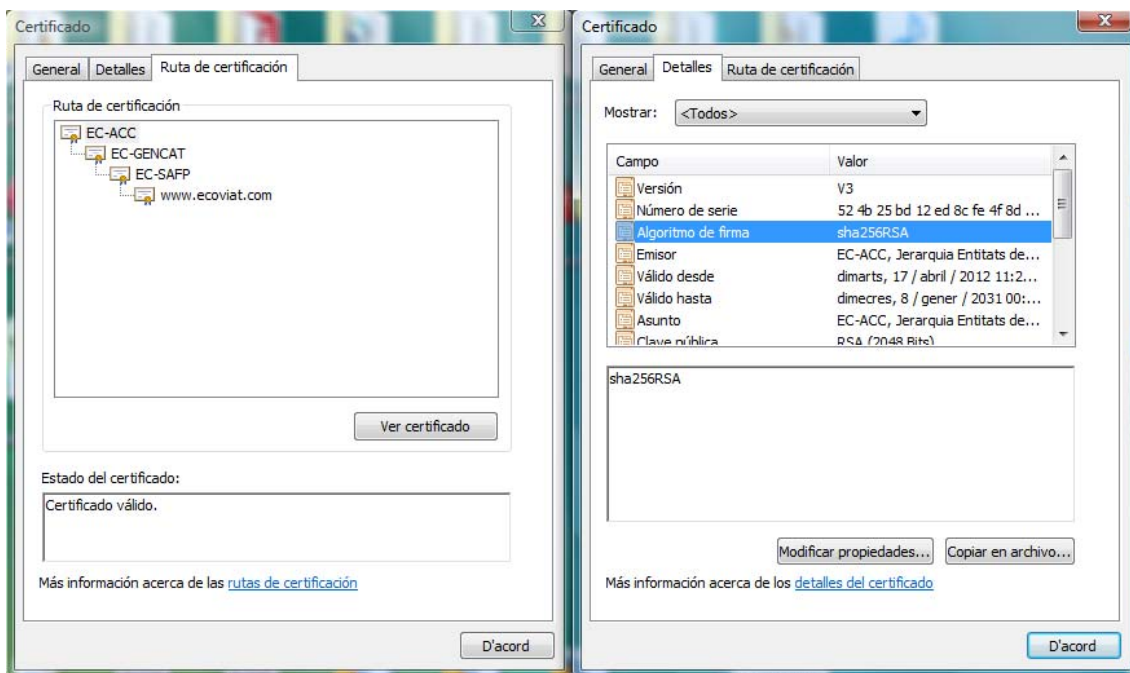 Certificado
General Detalles Ruta de certificación
Ruta de certificación
EC-ACC
EC-GENCAT
EC-SAFP
www.ecoviat.com
Ver certificado
Estado del certificado:
Certificado válido.
Más información acerca de las rutas de certificación
D'acord
Certificado
General Detalles Ruta de certificación
Mostrar: <Todos>
Campo Valor
Versión V3
Número de serie 52 4b 25 bd 12 ed 8c fe 4f 8d ...
Algoritmo de firma sha256RSA
Emisor EC-ACC, Jerarquia Entitats de...
Válido desde dimarts, 17 / abril / 2012 11:2...
Válido hasta dimecres, 8 / gener / 2031 00:...
Asunto EC-ACC, Jerarquia Entitats de...
Clave pública RSA (2048 Bits)
sha256RSA
Modificar propiedades... Copiar en archivo...
Más información acerca de los detalles del certificado
D'acord